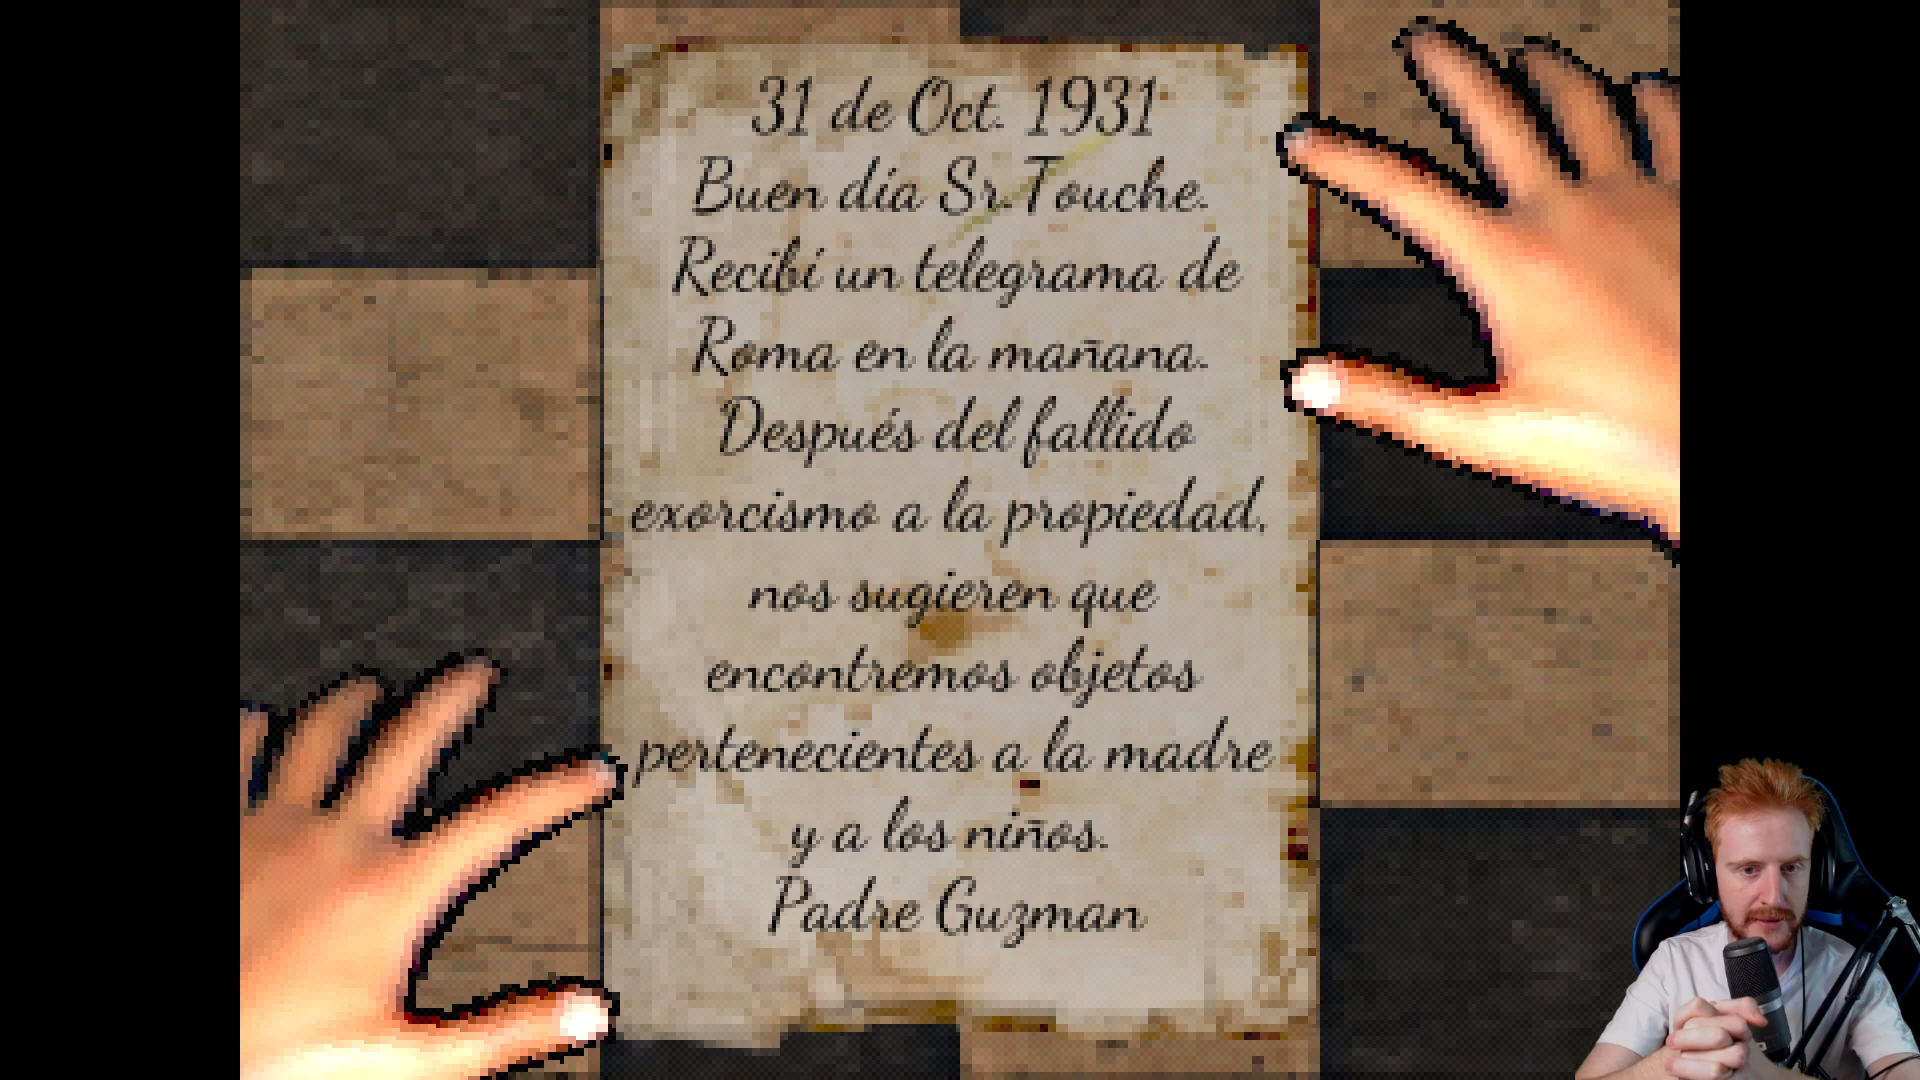 31 de Oct. 1931
Buen día Sr.Touche.
Recibí un telegrama de
Roma en la mañana.
Después del fallido
exorcismo a la propiedad,
nos sugieren que
encontremos objetos
pertenecientes a la madre
y a los niños.
Padre Guzman